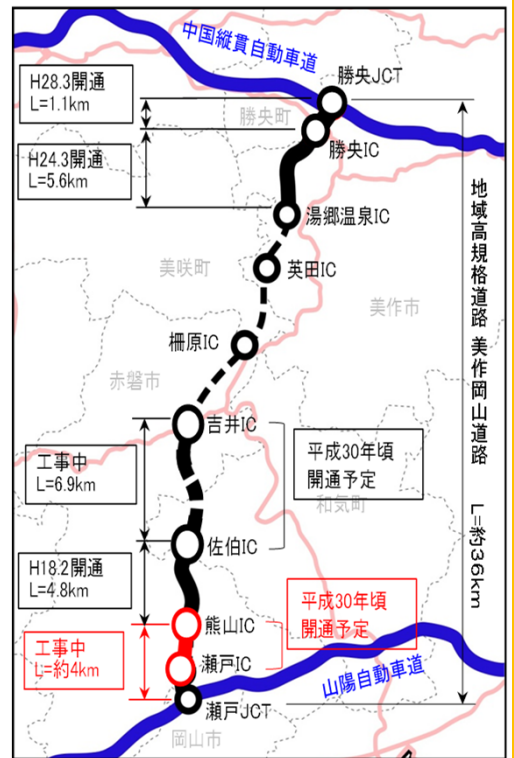 中国縦貫自動車道
勝央JCT
H28.3開通
L=1.1km
勝央町
勝央IC
H24.3開通
L=5.6km
湯郷温泉IC
美咲町
英田IC
美作市
地域高規格道路 美作岡山道路 L=約36km
柵原IC
赤磐市
吉井IC
平成30年頃
開通予定
工事中
L=6.9km
和気町
佐伯IC
H18.2開通
L=4.8km
熊山IC
平成30年頃
開通予定
工事中
L=約4km
瀬戸IC
山陽自動車道
瀬戸JCT
岡山市